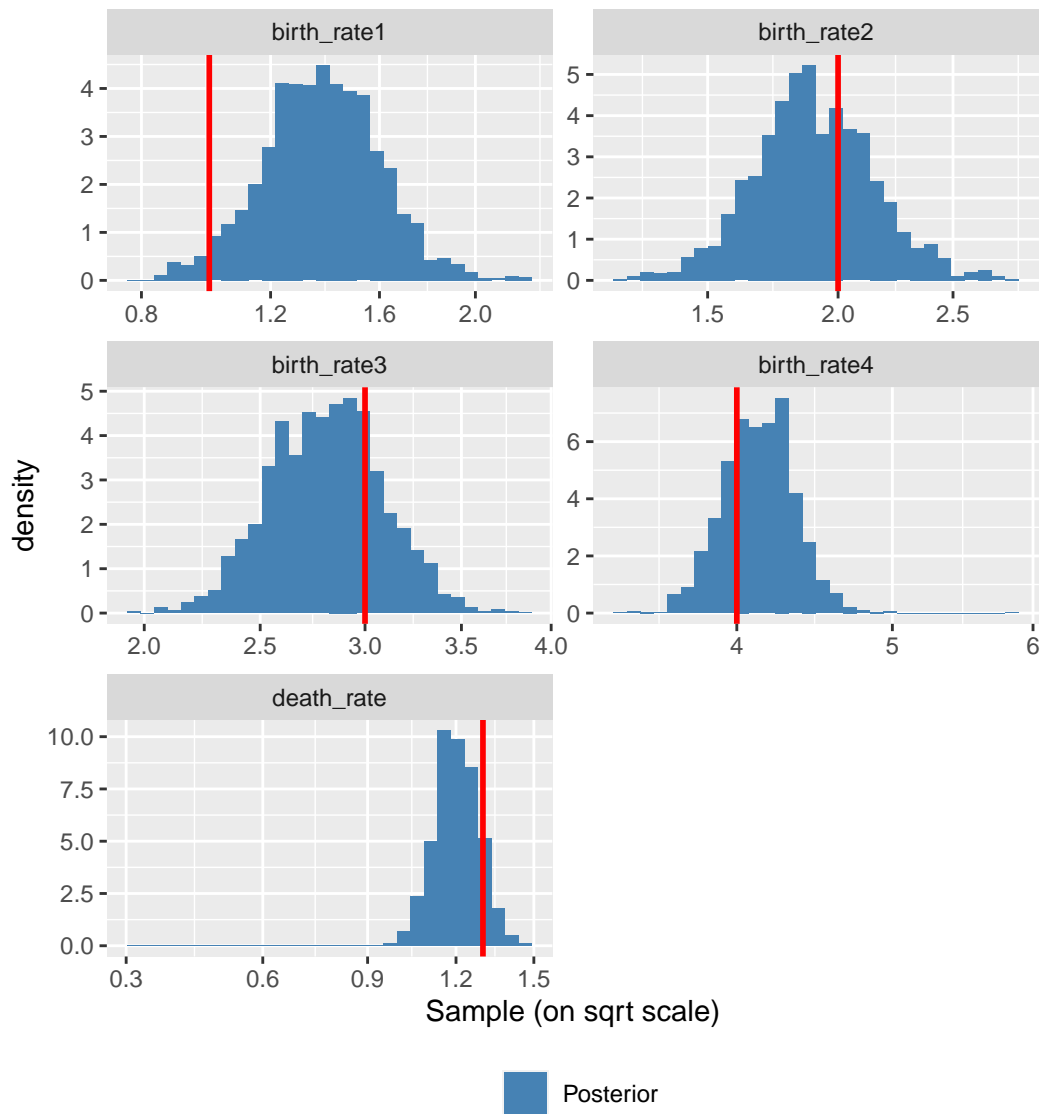 birth_rate1
birth_rate2
4
3
2
1
0
5
4
3
2
1
0
0.8 1.2 1.6 2.0
1.5 2.0 2.5
birth_rate3
birth_rate4
5
4
3
2
1
0
6
4
2
0
2.0 2.5 3.0 3.5 4.0
4 5 6
density
death_rate
10.0
7.5
5.0
2.5
0.0
0.3 0.6 0.9 1.2 1.5
Sample (on sqrt scale)
Posterior